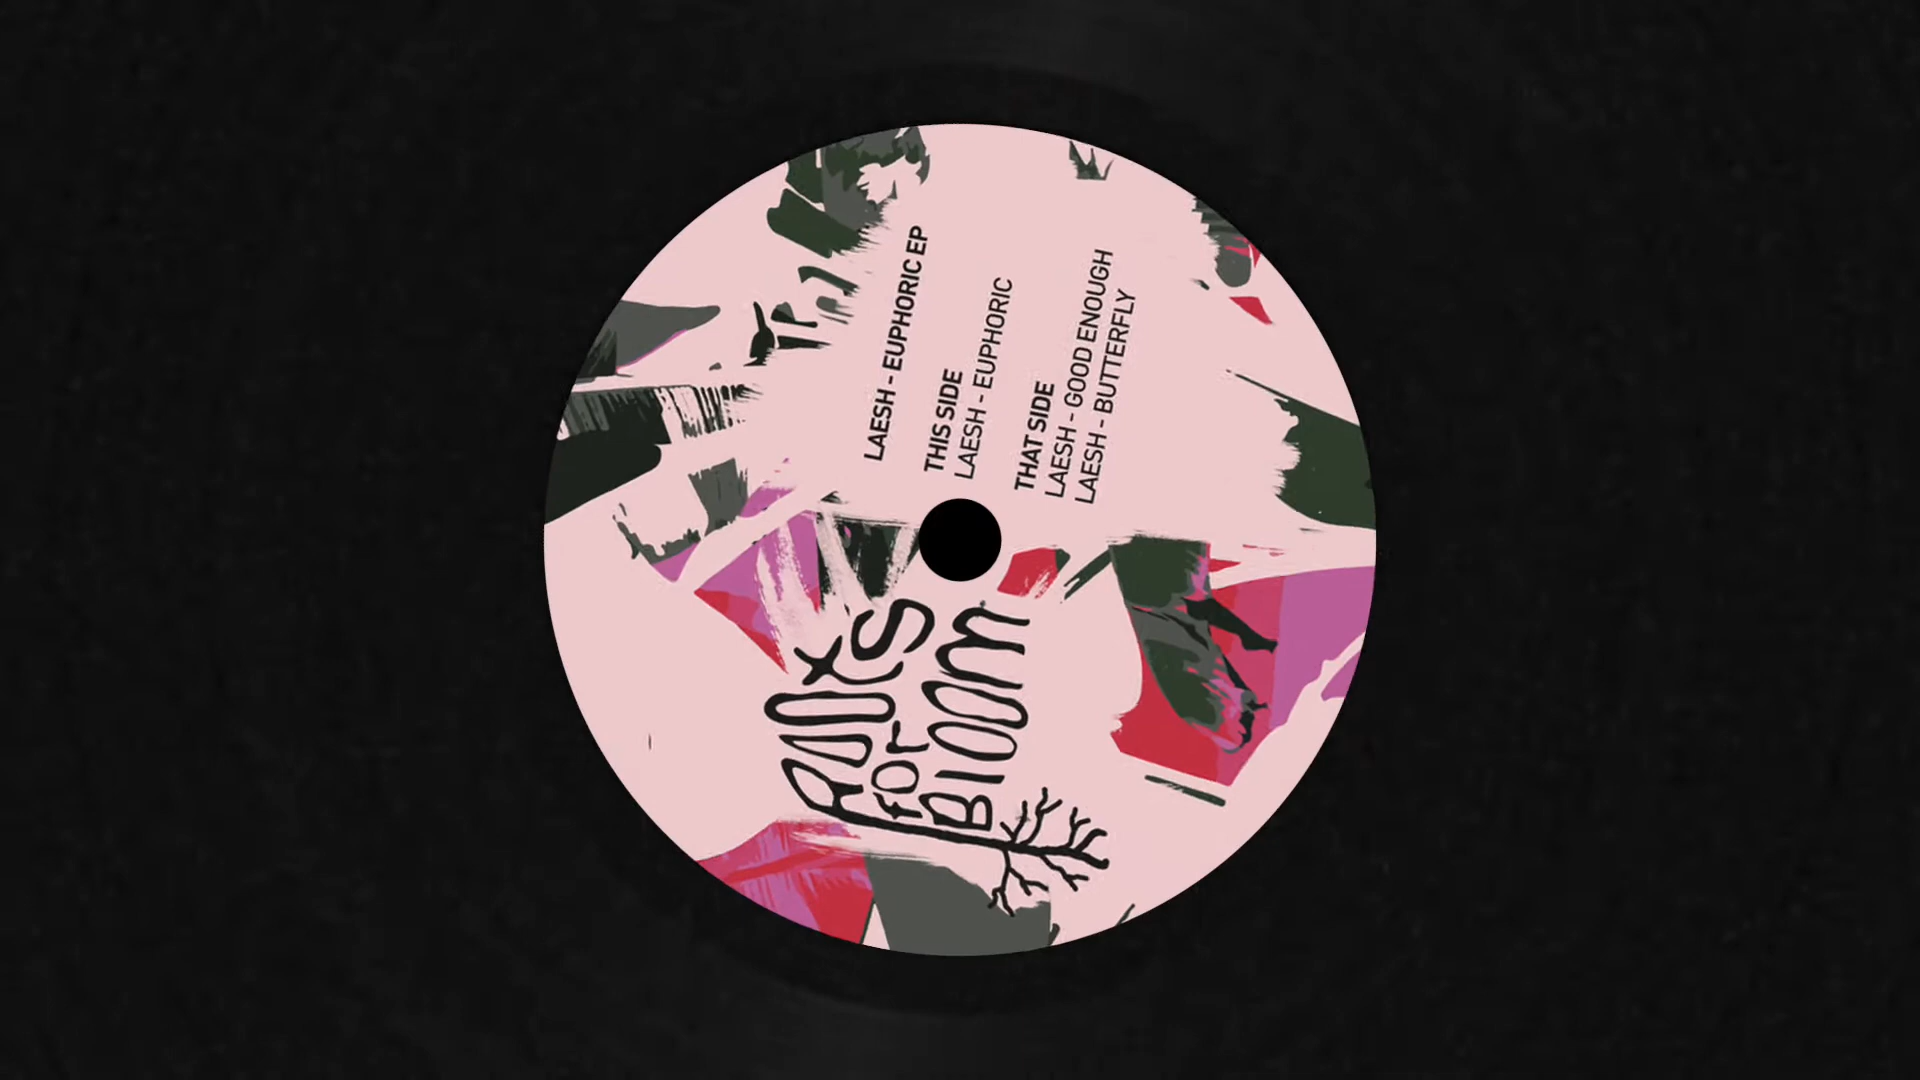 LAESH - EUPHORIC EP
THIS SIDE
LAESH - EUPHORIC
THAT SIDE
LAESH - GOOD ENOUGH
LAESH - BUTTERFLY
ROOTS
FOR
BLOOM